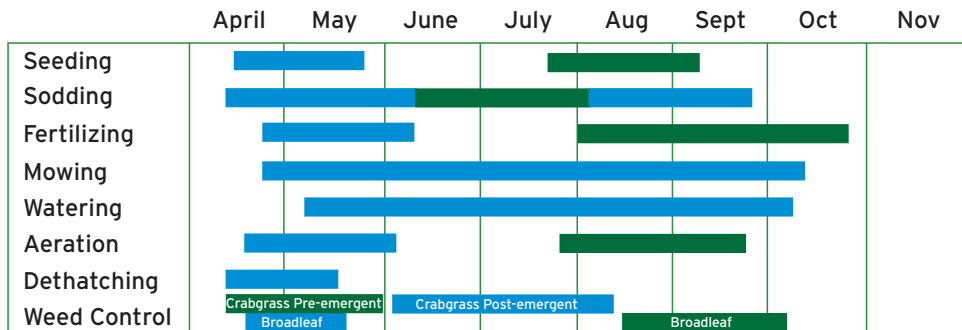 April May June July Aug Sept Oct Nov
Seeding
Sodding
Fertilizing
Mowing
Watering
Aeration
Dethatching
Crabgrass Pre-emergent Crabgrass Post-emergent
Weed Control
Broadleaf Broadleaf